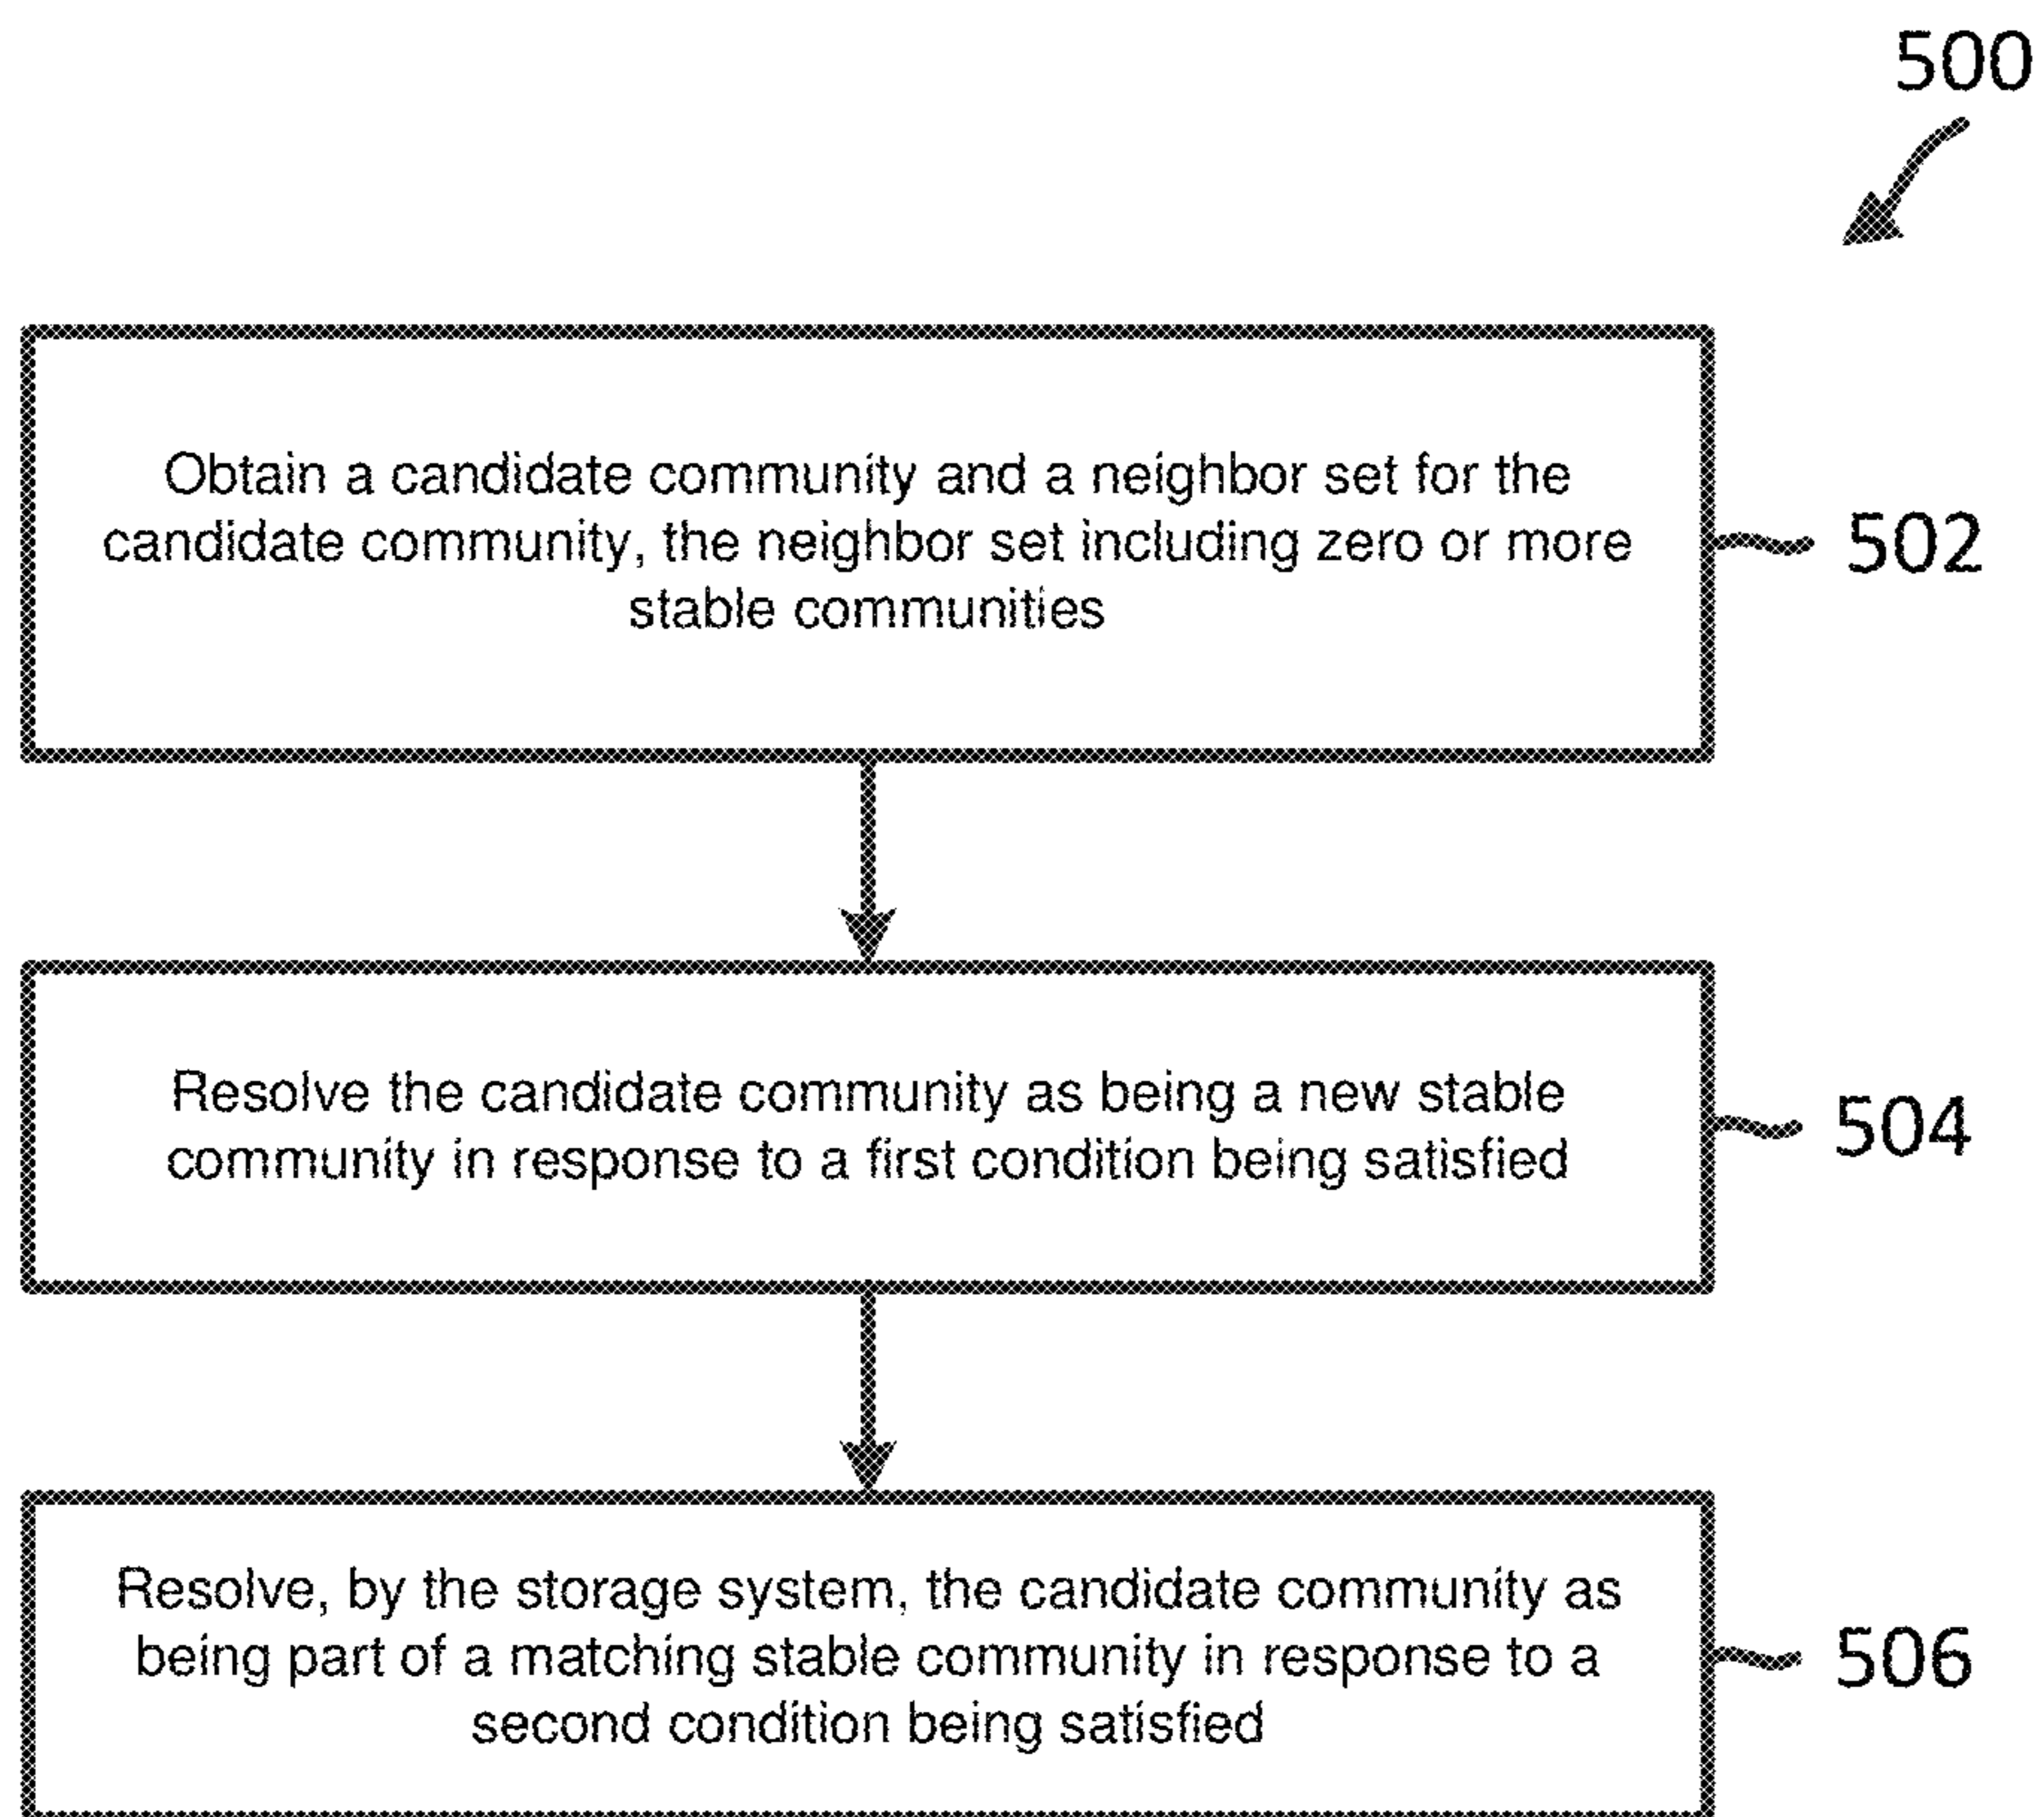 500
Obtain a candidate community and a neighbor set for the
candidate community, the neighbor set including zero or more
stable communities
502
Resolve the candidate community as being a new stable
community in response to a first condition being satisfied
504
Resolve, by the storage system, the candidate community as
being part of a matching stable community in response to a
second condition being satisfied
506